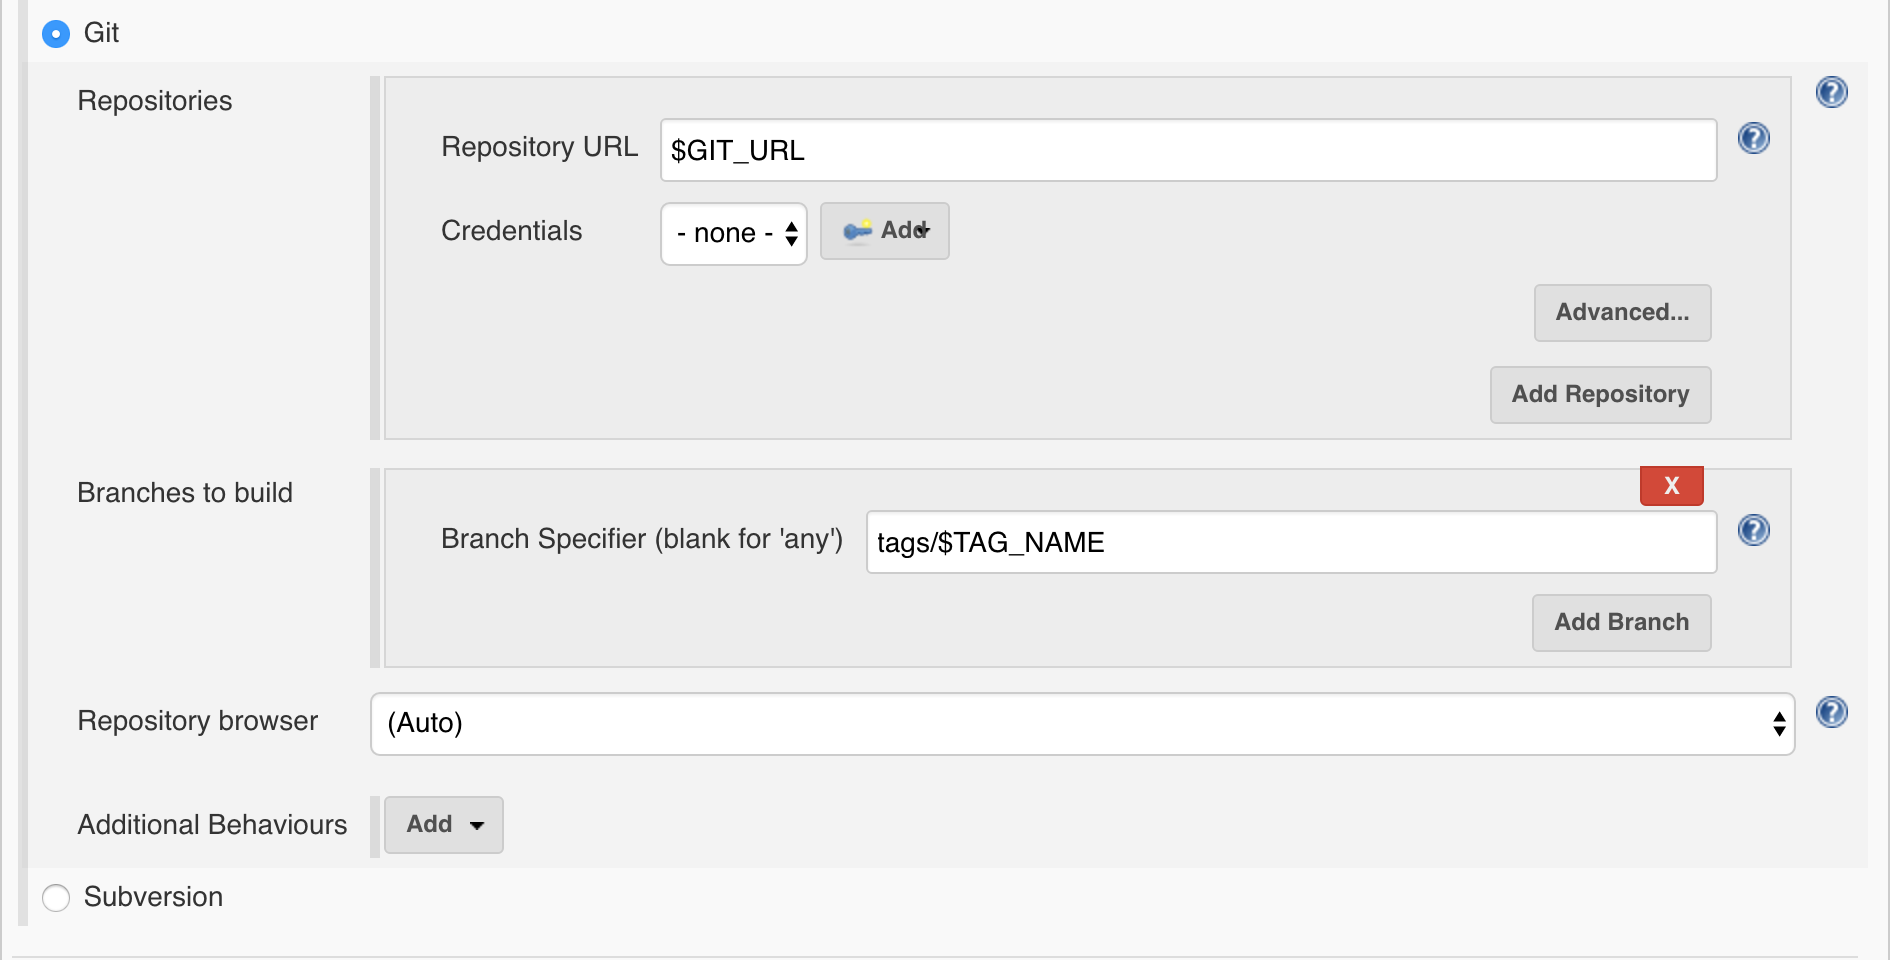 Git
Repositories
Repository URL $GIT_URL
Credentials - none - Add
Advanced...
Add Repository
Branches to build
X
Branch Specifier (blank for 'any') tags/$TAG_NAME
Add Branch
Repository browser (Auto)
Additional Behaviours Add
Subversion